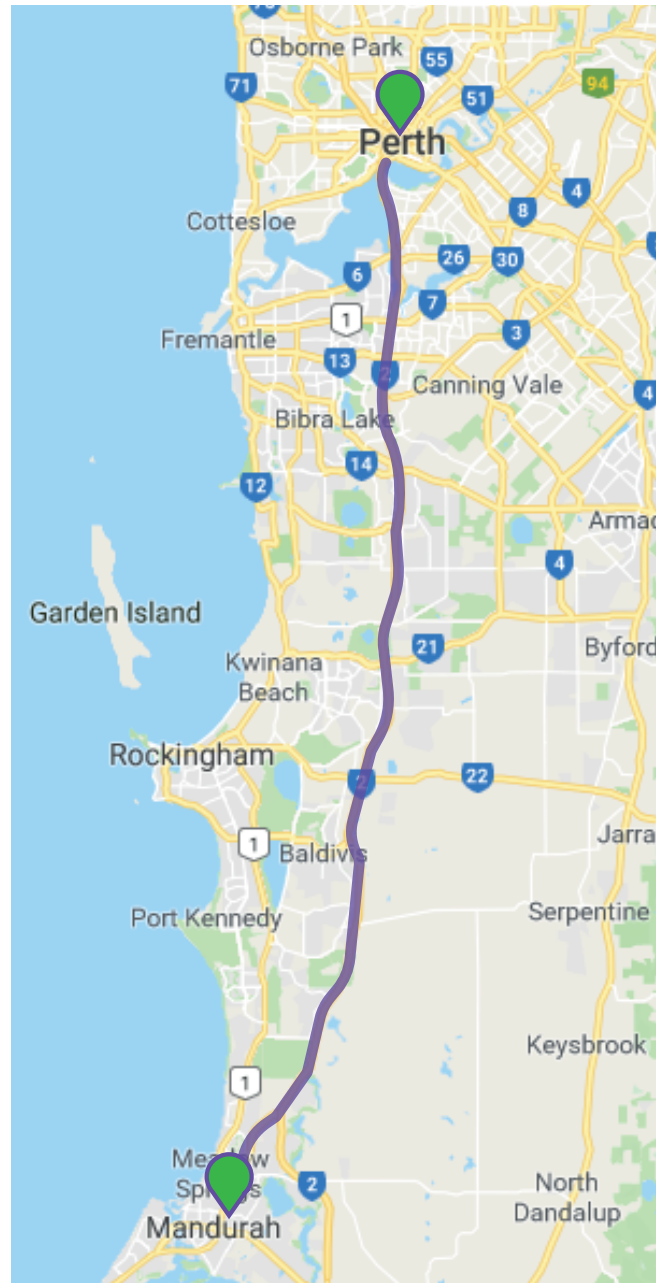 Osborne Park
55
71
94
51
Perth
4
8
Cottesloe
26
30
6
7
1
3
Fremantle
13
2
Canning Vale
4
Bibra Lake
14
12
Armad
4
Garden Island
21
Byford
Kwinana
Beach
Rockingham
2
22
1
Jarra
Baldivis
Port Kennedy
Serpentine
Keysbrook
1
Meadow
Springs
2
North
Dandalup
Mandurah